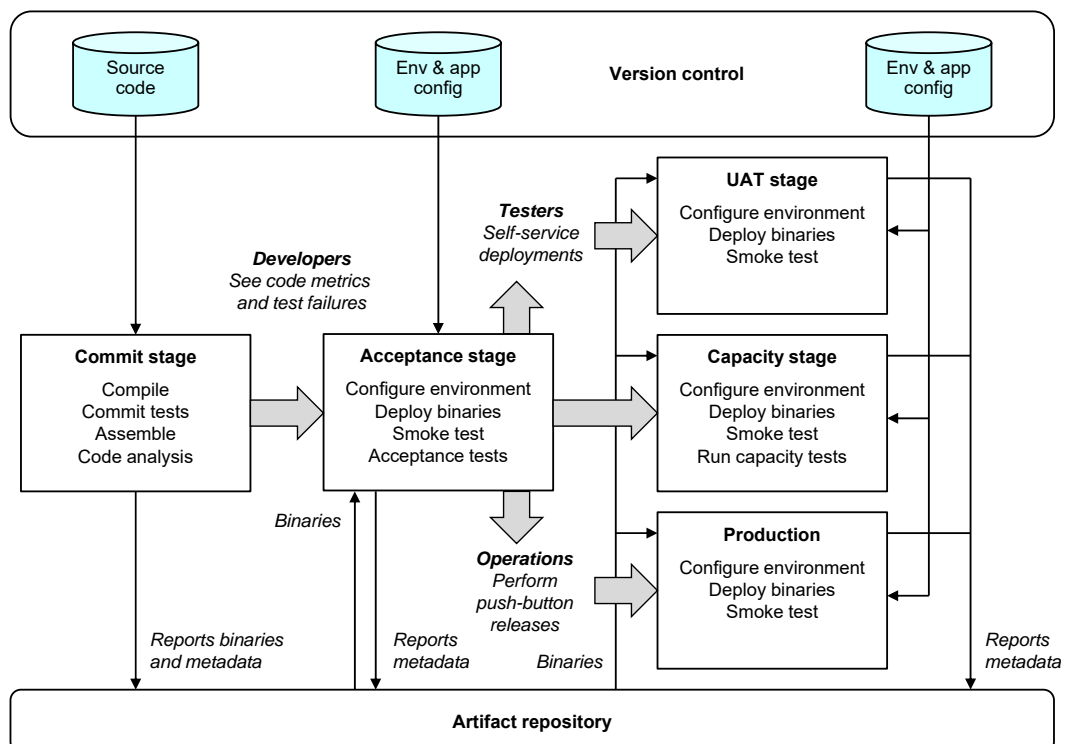 Source
code
Env & app
config
Version control
Env & app
config
UAT stage
Configure environment
Deploy binaries
Smoke test
Testers
Self-service
deployments
Developers
See code metrics
and test failures
Commit stage
Compile
Commit tests
Assemble
Code analysis
Acceptance stage
Configure environment
Deploy binaries
Smoke test
Acceptance tests
Capacity stage
Configure environment
Deploy binaries
Smoke test
Run capacity tests
Binaries
Operations
Perform
push-button
releases
Production
Configure environment
Deploy binaries
Smoke test
Reports binaries
and metadata
Reports
metadata
Binaries
Reports
metadata
Artifact repository